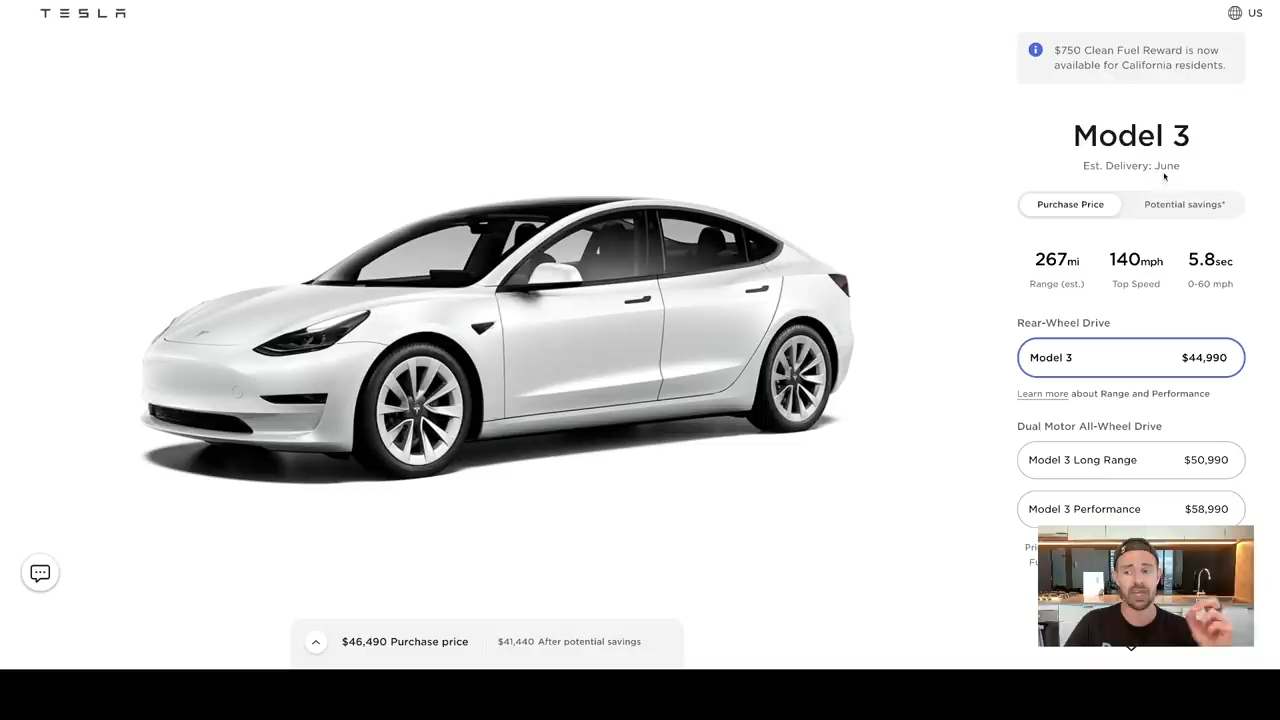 TESLA
US
$750 Clean Fuel Reward is now
available for California residents.
Model 3
Est. Delivery: June
Purchase Price
Potential savings*
267mi
140mph
5.8sec
Range (est.)
Top Speed
0-60 mph
Rear-Wheel Drive
Model 3
$44,990
Learn more about Range and Performance
Dual Motor All-Wheel Drive
Model 3 Long Range
$50,990
Model 3 Performance
$58,990
$46,490 Purchase price
$41,440 After potential savings